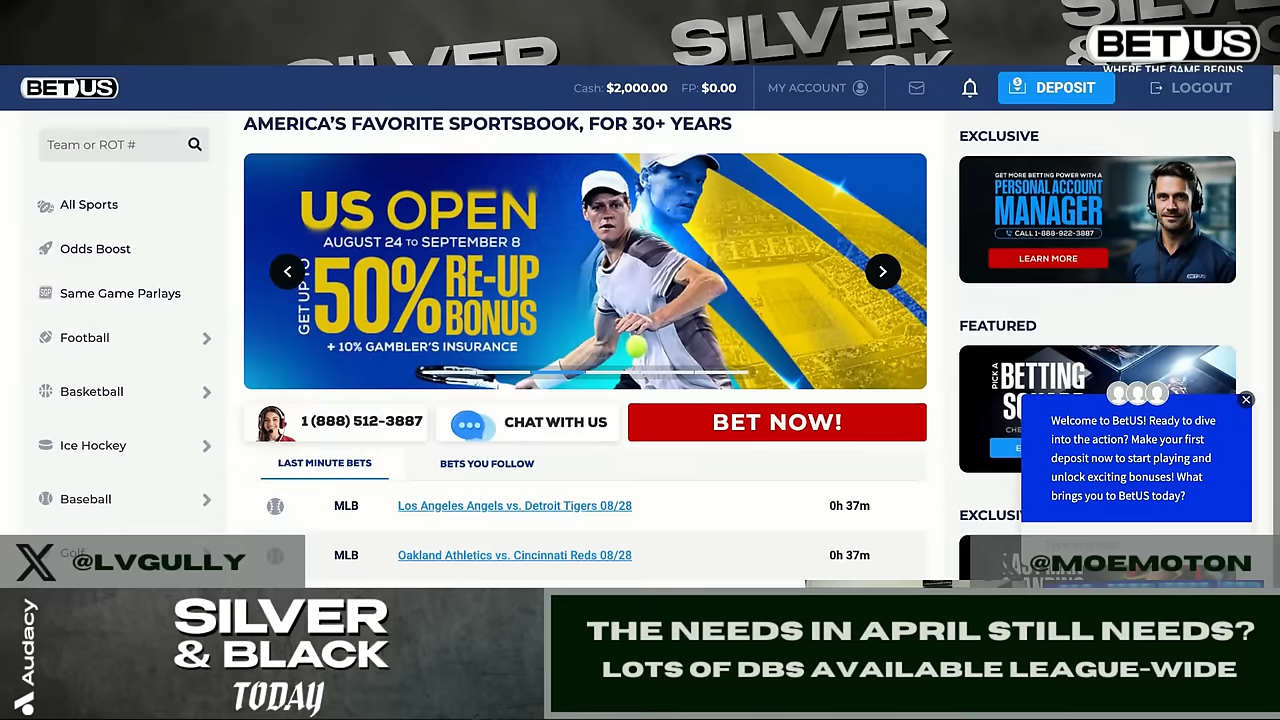 SILVER
SILVER
SILVER
BETUS
WHERE THE GAME BEGINS
BETUS
Cash: $2,000.00
FP: $0.00
MY ACCOUNT
DEPOSIT
LOGOUT
Team or ROT #
All Sports
Odds Boost
Same Game Parlays
Football
Basketball
Ice Hockey
Baseball
Golf
AMERICA'S FAVORITE SPORTSBOOK, FOR 30+ YEARS
US OPEN
AUGUST 24 TO SEPTEMBER 8
GET UP TO
50% RE-UP
BONUS
+ 10% GAMBLER'S INSURANCE
1 (888) 512-3887
CHAT WITH US
BET NOW!
LAST MINUTE BETS
BETS YOU FOLLOW
MLB
Los Angeles Angels vs. Detroit Tigers 08/28
0h 37m
MLB
Oakland Athletics vs. Cincinnati Reds 08/28
0h 37m
EXCLUSIVE
GET MORE BETTING POWER WITH A
PERSONAL ACCOUNT
MANAGER
CALL 1-888-922-3887
LEARN MORE
BETUS
FEATURED
PICK A
BETTING
Welcome to BetUS! Ready to dive
into the action? Make your first
deposit now to start playing and
unlock exciting bonuses! What
brings you to BetUS today?
EXCLUSI
X @LVGULLY
@MOEMOTON
Audacy
SILVER
& BLACK
TODAY
THE NEEDS IN APRIL STILL NEEDS?
LOTS OF DBS AVAILABLE LEAGUE-WIDE